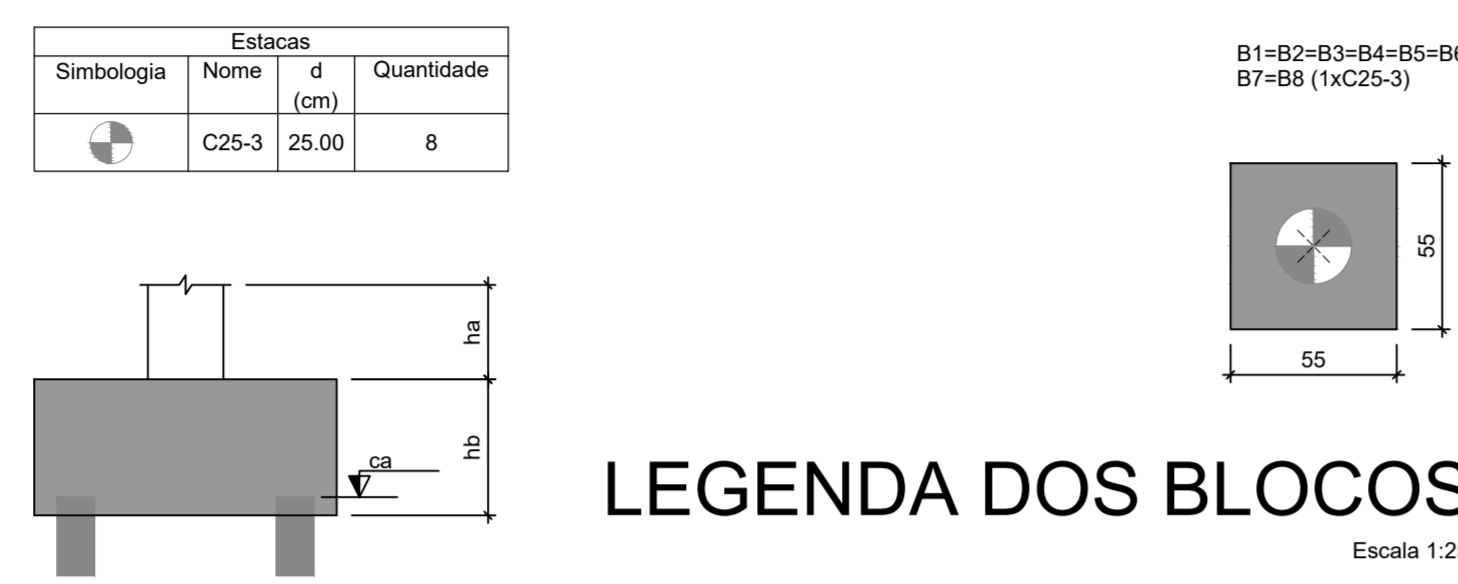 Estacas
Simbologia Nome d (cm) Quantidade
C25-3 25.00 8
B1=B2=B3=B4=B5=B6
B7=B8 (1xC25-3)
55
55
ha
hb
ca
LEGENDA DOS BLOCOS
Escala 1:2